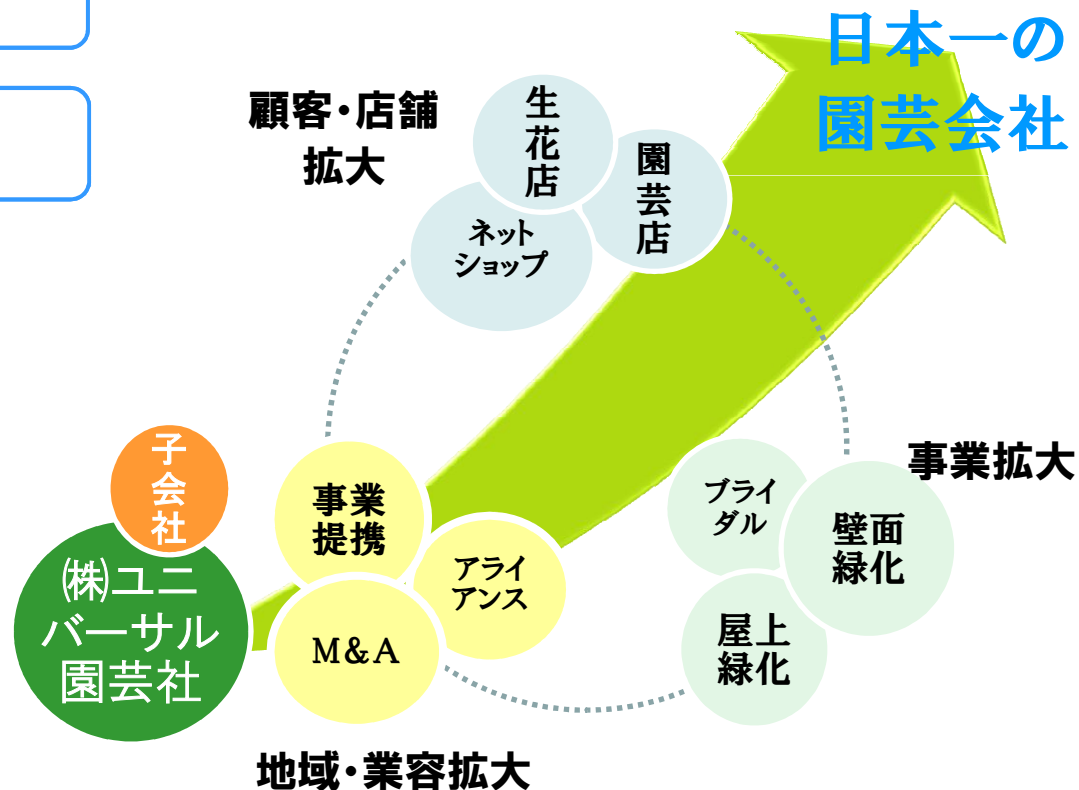 日本一の
園芸会社
顧客・店舗
拡大
生花店
園芸店
ネット
ショップ
事業拡大
子会社
㈱ユニ
バーサル
園芸社
事業
提携
アライ
アンス
M&A
ブライ
ダル
壁面
緑化
屋上
緑化
地域・業容拡大